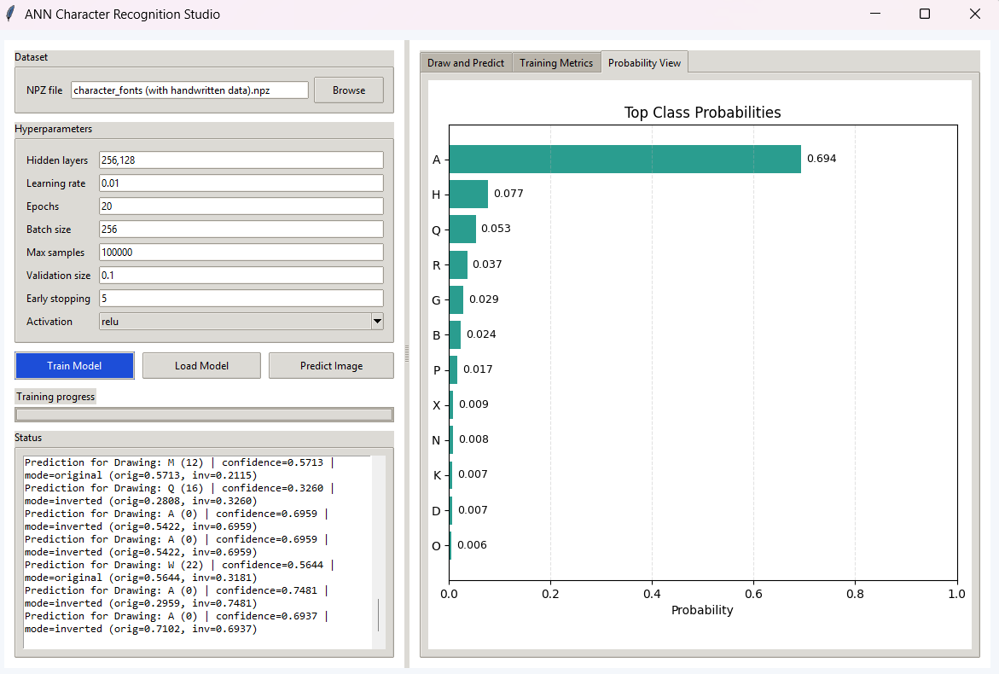 ANN Character Recognition Studio
Dataset
NPZ file character_fonts (with handwritten data).npz Browse
Hyperparameters
Hidden layers 256,128
Learning rate 0.01
Epochs 20
Batch size 256
Max samples 100000
Validation size 0.1
Early stopping 5
Activation relu
Train Model Load Model Predict Image
Training progress
Status
Prediction for Drawing: M (12) | confidence=0.5713 |
mode=original (orig=0.5713, inv=0.2115)
Prediction for Drawing: Q (16) | confidence=0.3260 |
mode=inverted (orig=0.2808, inv=0.3260)
Prediction for Drawing: A (0) | confidence=0.6959 |
mode=inverted (orig=0.5422, inv=0.6959)
Prediction for Drawing: A (0) | confidence=0.6959 |
mode=inverted (orig=0.5422, inv=0.6959)
Prediction for Drawing: W (22) | confidence=0.5644 |
mode=original (orig=0.5644, inv=0.3181)
Prediction for Drawing: A (0) | confidence=0.7481 |
mode=inverted (orig=0.2959, inv=0.7481)
Prediction for Drawing: A (0) | confidence=0.6937 |
mode=inverted (orig=0.7102, inv=0.6937)
Draw and Predict Training Metrics Probability View
Top Class Probabilities
A 0.694
H 0.077
Q 0.053
R 0.037
G 0.029
B 0.024
P 0.017
X 0.009
N 0.008
K 0.007
D 0.007
O 0.006
0.0 0.2 0.4 0.6 0.8 1.0
Probability